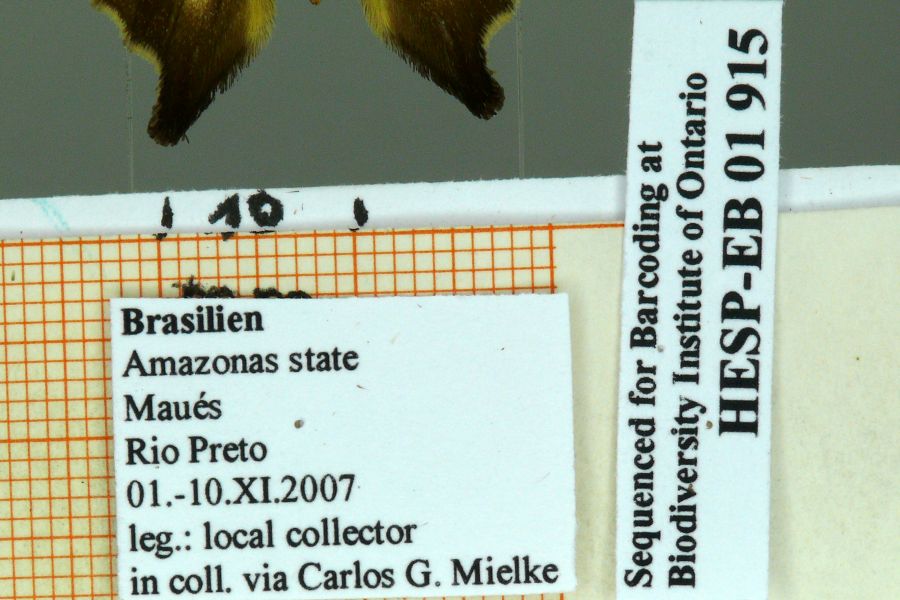 10
Brasilien
Amazonas state
Maués
Rio Preto
01.-10.XI.2007
leg.: local collector
in coll. via Carlos G. Mielke
Sequenced for Barcoding at
Biodiversity Institute of Ontario
HESP-EB 01 915